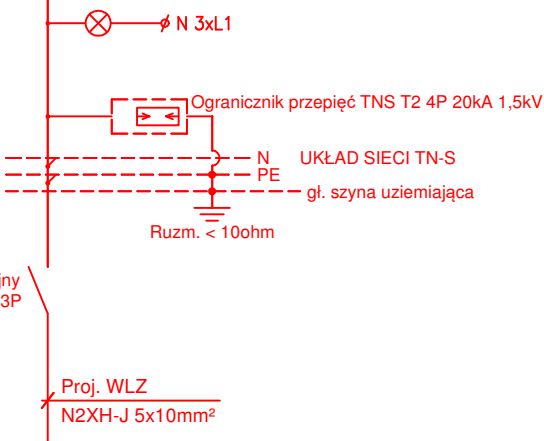 N 3xL1
Ogranicznik przepięć TNS T2 4P 20kA 1,5kV
N UKŁAD SIECI TN-S
PE
gł. szyna uziemiająca
Ruzm. < 10ohm
3P
Proj. WLZ
N2XH-J 5x10mm²